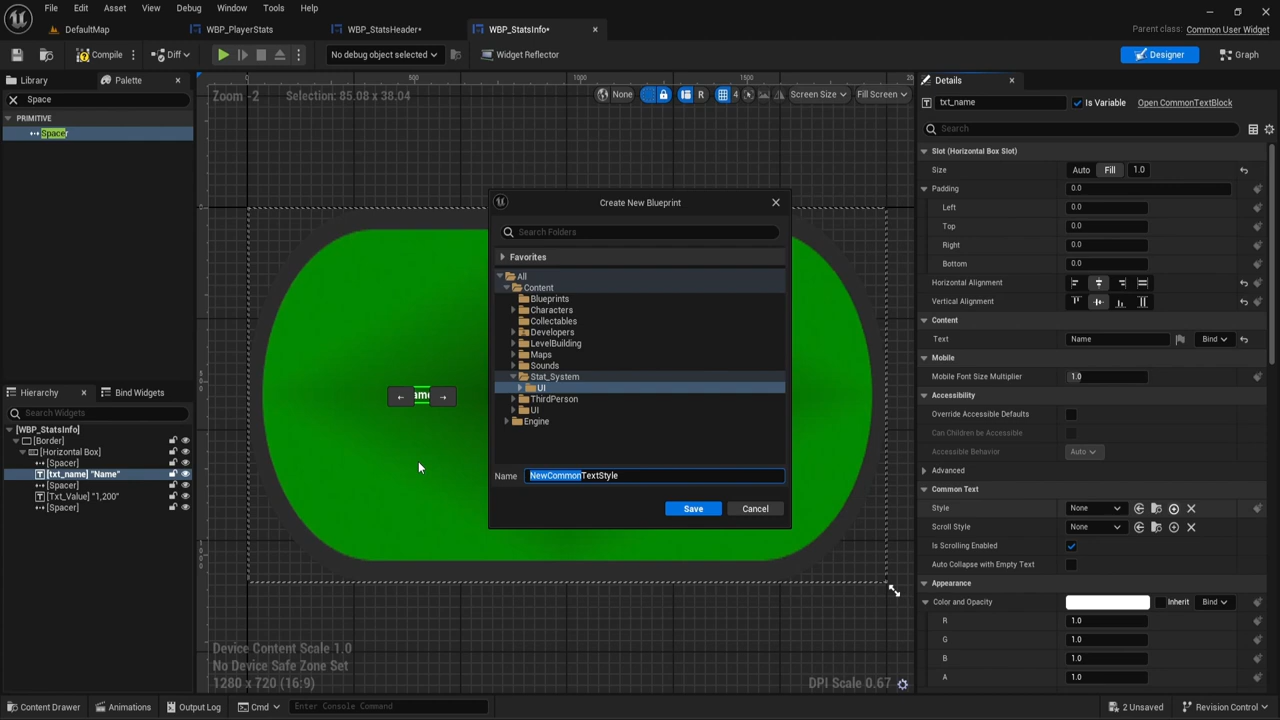 File Edit Asset View Debug Window Tools Help
DefaultMap WBP_PlayerStats WBP_StatsHeader* WBP_StatsInfo*
Parent class: Common User Widget
Compile Diff No debug object selected Widget Reflector Designer Graph
Library Palette
Space
PRIMITIVE
Spacer
Zoom -2 Selection: 85.08 x 38.04
0 500 1000 1500
None R 4 Screen Size Fill Screen
Create New Blueprint
Search Folders
Favorites
All
Content
Blueprints
Characters
Collectables
Developers
LevelBuilding
Maps
Sounds
Stat_System
UI
ThirdPerson
UI
Engine
Name NewCommonTextStyle
Save Cancel
Hierarchy Bind Widgets
Search Widgets
[WBP_StatsInfo]
[Border]
[Horizontal Box]
[Spacer]
[txt_name] "Name"
[Spacer]
[Txt_Value] "1,200"
[Spacer]
Device Content Scale 1.0
No Device Safe Zone Set
1280 x 720 (16:9)
DPI Scale 0.67
Details
txt_name Is Variable Open CommonTextBlock
Search
Slot (Horizontal Box Slot)
Size Auto Fill 1.0
Padding 0.0
Left 0.0
Top 0.0
Right 0.0
Bottom 0.0
Horizontal Alignment
Vertical Alignment
Content
Text Name Bind
Mobile
Mobile Font Size Multiplier 1.0
Accessibility
Override Accessible Defaults
Can Children be Accessible
Accessible Behavior Auto
Advanced
Common Text
Style None
Scroll Style None
Is Scrolling Enabled
Auto Collapse with Empty Text
Appearance
Color and Opacity Inherit Bind
R 1.0
G 1.0
B 1.0
A 1.0
Content Drawer Animations Output Log Cmd Enter Console Command
2 Unsaved Revision Control